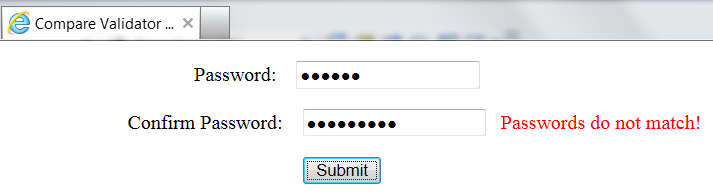 Compare Validator ...
Password: ●●●●●●
Confirm Password: ●●●●●●●●● Passwords do not match!
Submit